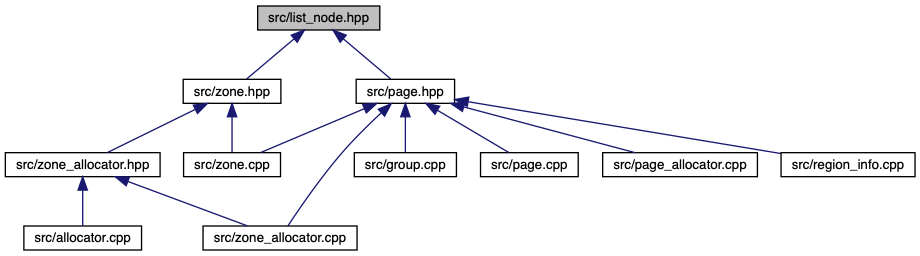 src/list_node.hpp
src/zone.hpp
src/page.hpp
src/zone_allocator.hpp
src/zone.cpp
src/group.cpp
src/page.cpp
src/page_allocator.cpp
src/region_info.cpp
src/allocator.cpp
src/zone_allocator.cpp